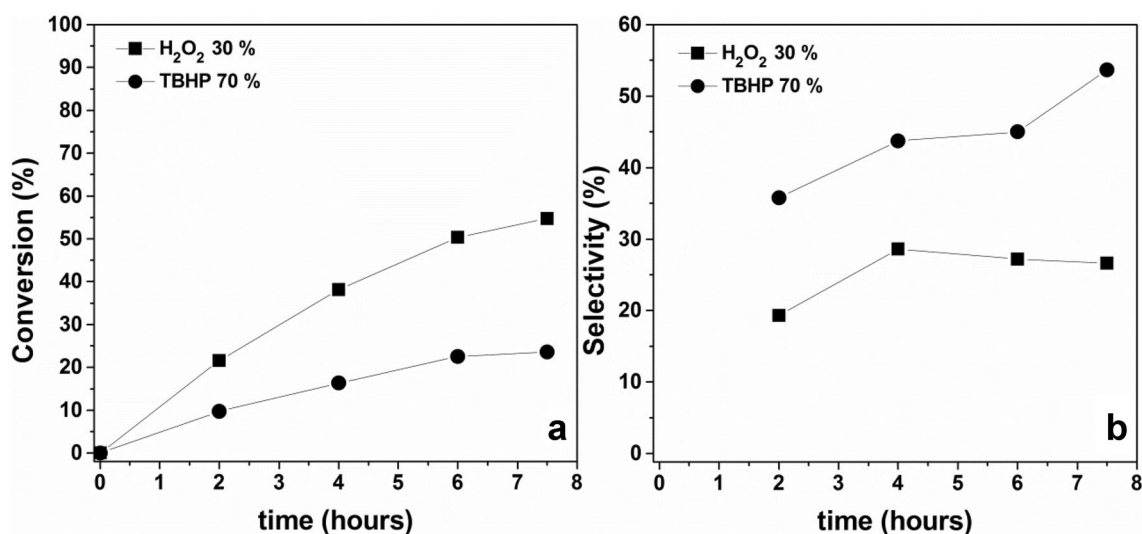 100
90
80
70
60
50
40
30
20
10
0
Conversion (%)
H₂O₂ 30 %
TBHP 70 %
a
0 1 2 3 4 5 6 7 8
time (hours)
60
50
40
30
20
10
0
Selectivity (%)
H₂O₂ 30 %
TBHP 70 %
b
0 1 2 3 4 5 6 7 8
time (hours)